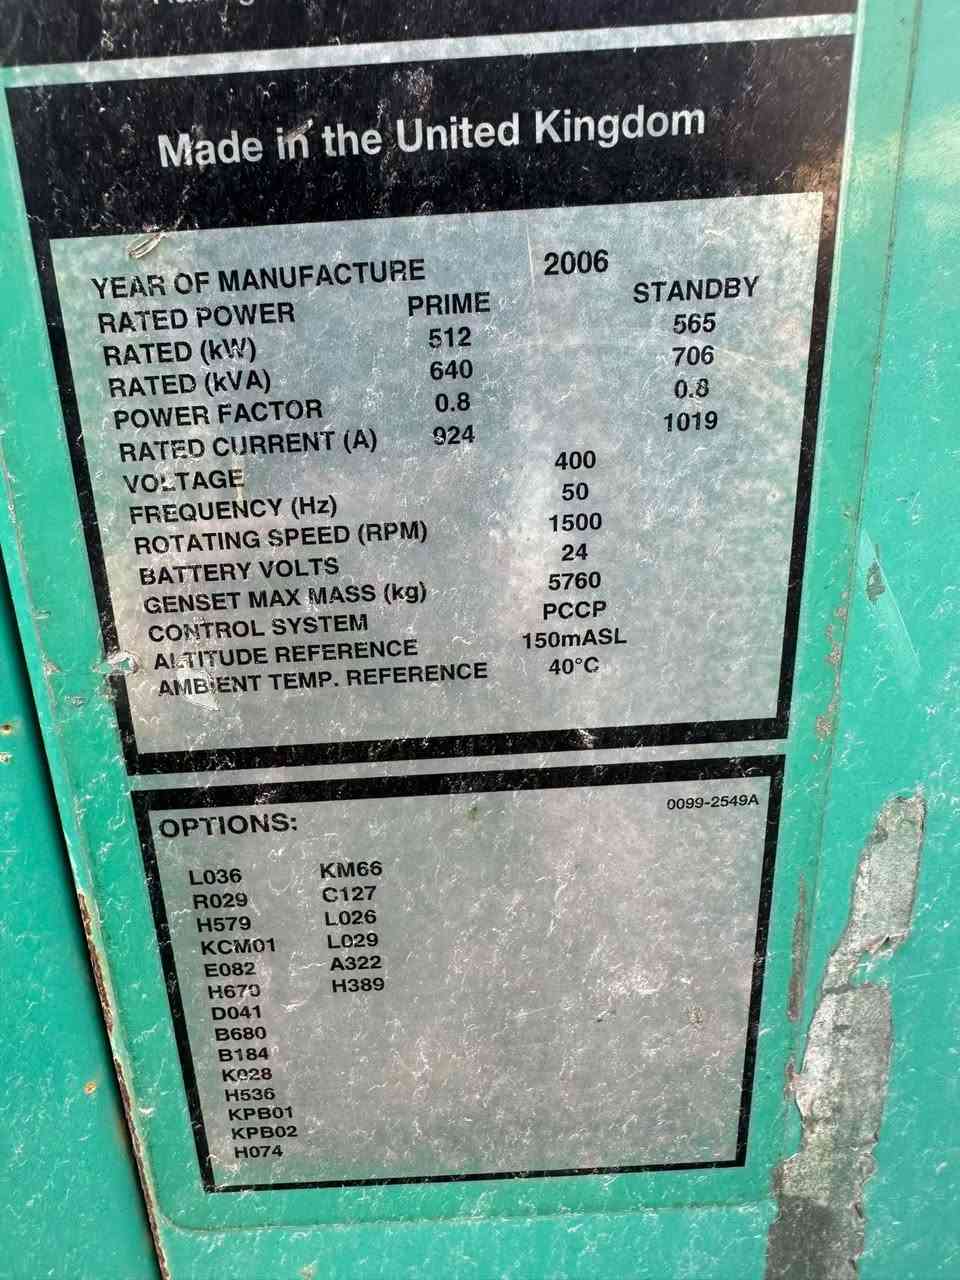 Made in the United Kingdom
YEAR OF MANUFACTURE 2006
RATED POWER PRIME STANDBY
RATED (kW) 512 565
RATED (kVA) 640 706
POWER FACTOR 0.8 0.8
RATED CURRENT (A) 924 1019
VOLTAGE 400
FREQUENCY (Hz) 50
ROTATING SPEED (RPM) 1500
BATTERY VOLTS 24
GENSET MAX MASS (kg) 5760
CONTROL SYSTEM PCCP
ALTITUDE REFERENCE 150mASL
AMBIENT TEMP. REFERENCE 40°C
0099-2549A
OPTIONS:
L036 KM66
R029 C127
H579 L026
KCM01 L029
E082 A322
H670 H389
D041
B680
B184
K028
H536
KPB01
KPB02
H074